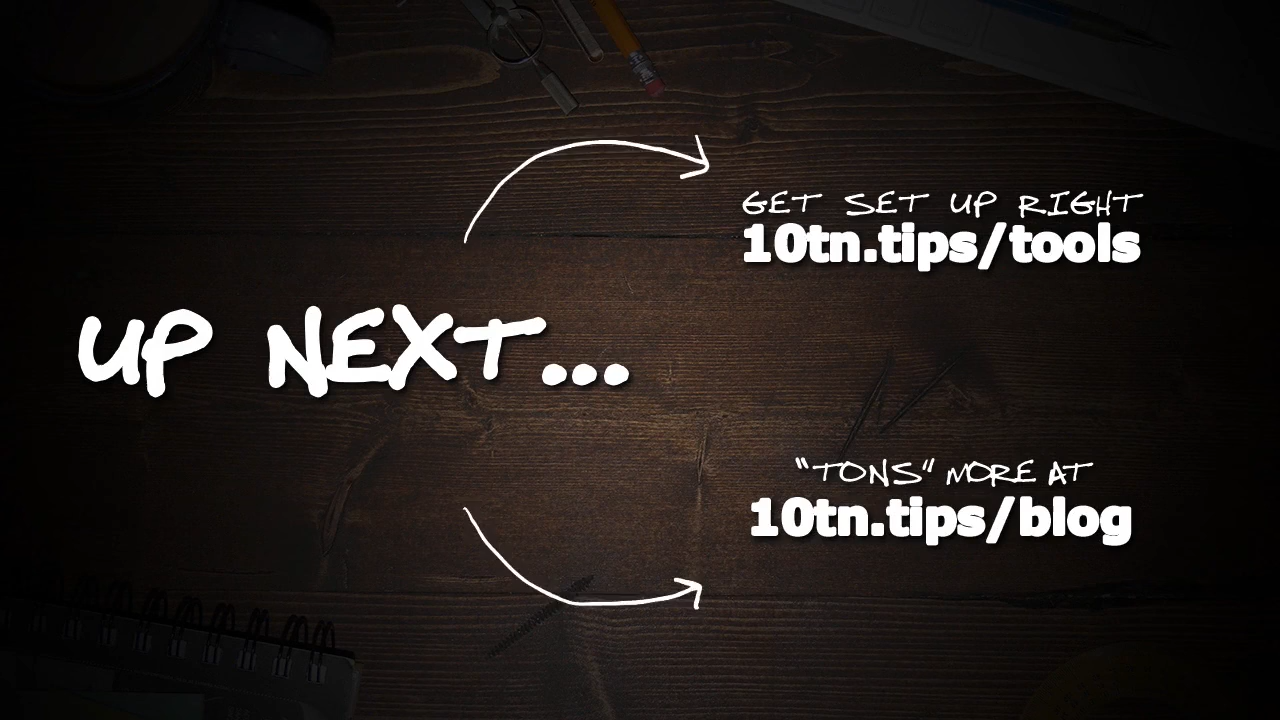 GET SET UP RIGHT
10tn.tips/tools
UP NEXT...
"TONS" MORE AT
10tn.tips/blog